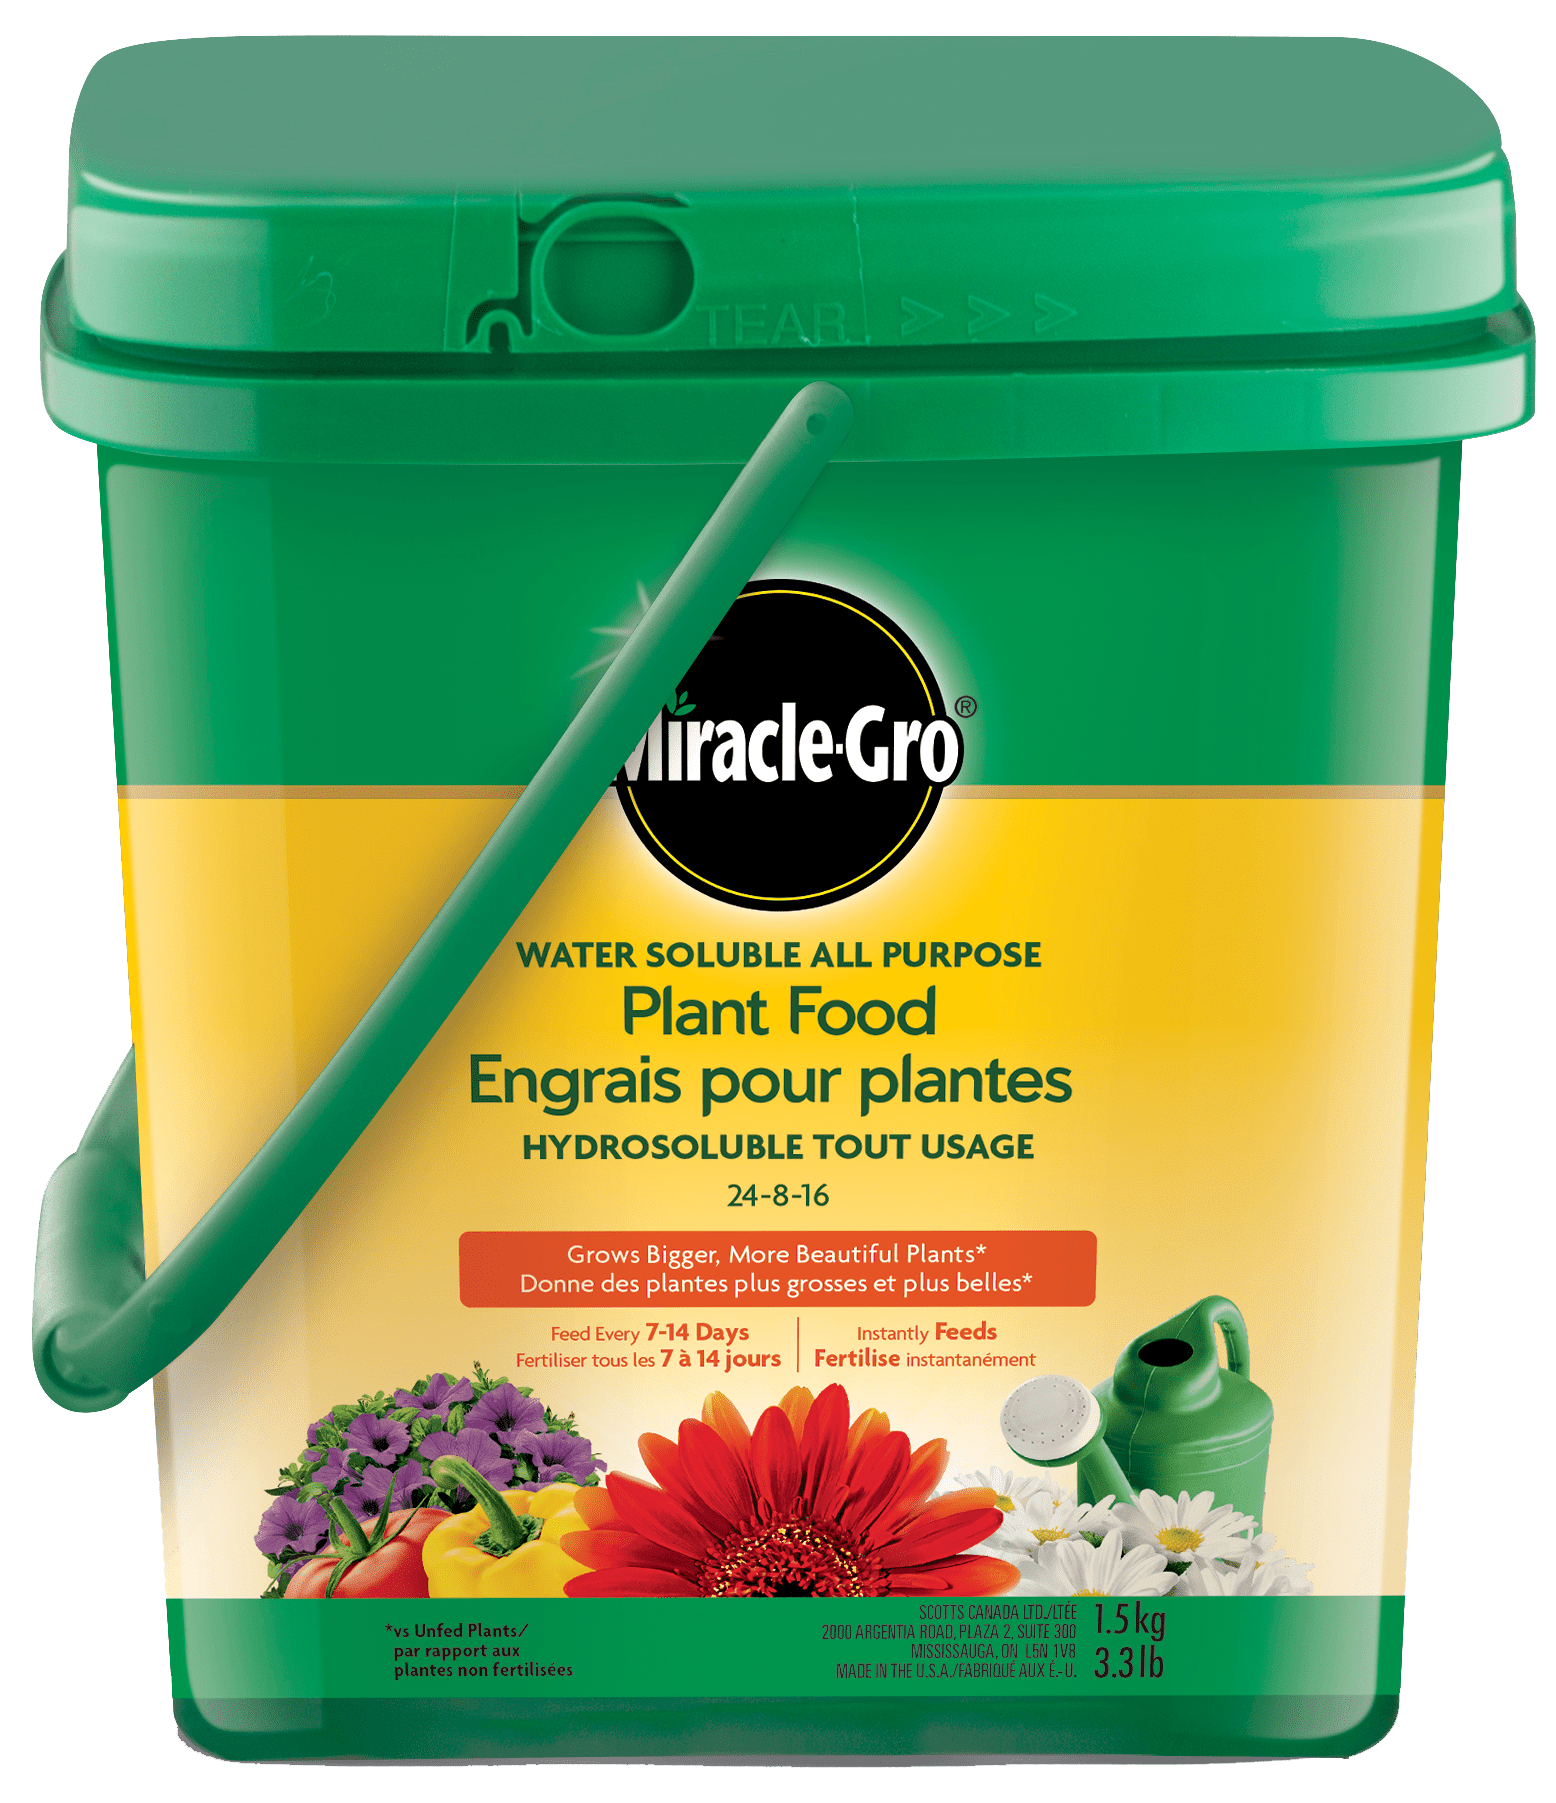 TEAR > > >
Miracle-Gro®
WATER SOLUBLE ALL PURPOSE
Plant Food
Engrais pour plantes
HYDROSOLUBLE TOUT USAGE
24-8-16
Grows Bigger, More Beautiful Plants*
Donne des plantes plus grosses et plus belles*
Feed Every 7-14 Days
Fertiliser tous les 7 à 14 jours
Instantly Feeds
Fertilise instantanément
*vs Unfed Plants/
par rapport aux
plantes non fertilisées
SCOTTS CANADA LTD./LTÉE
2000 ARGENTIA ROAD, PLAZA 2, SUITE 300
MISSISSAUGA, ON L5N 1V8
MADE IN THE U.S.A./FABRIQUÉ AUX É.-U.
1.5 kg
3.3 lb